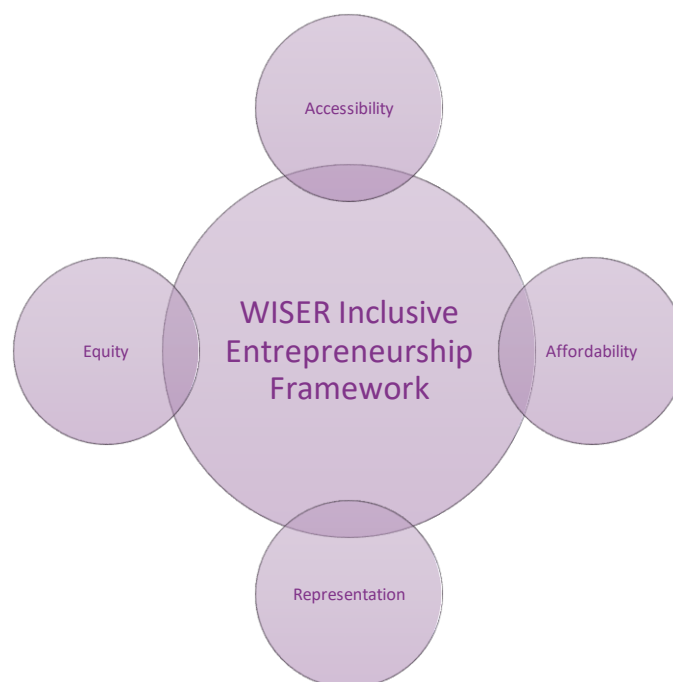 Accessibility
WISER Inclusive
Entrepreneurship
Framework
Equity
Affordability
Representation